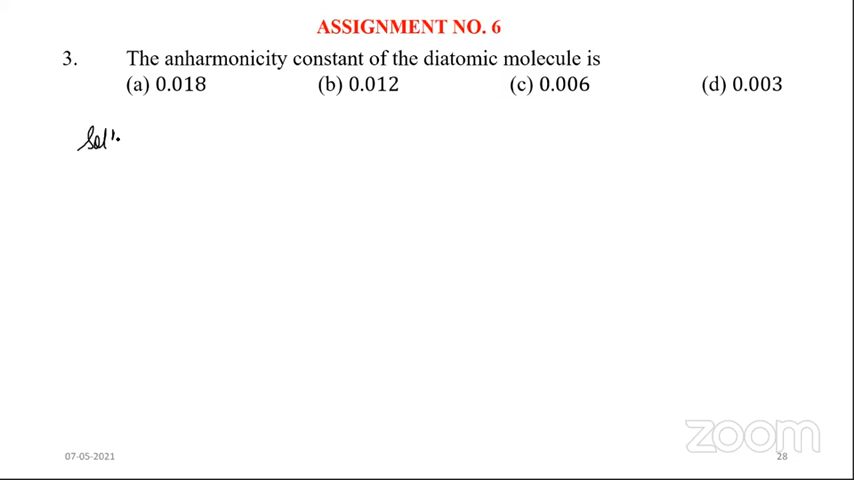 ASSIGNMENT NO. 6
3. The anharmonicity constant of the diatomic molecule is
(a) 0.018 (b) 0.012 (c) 0.006 (d) 0.003
Solⁿ.
zoom
07-05-2021 28